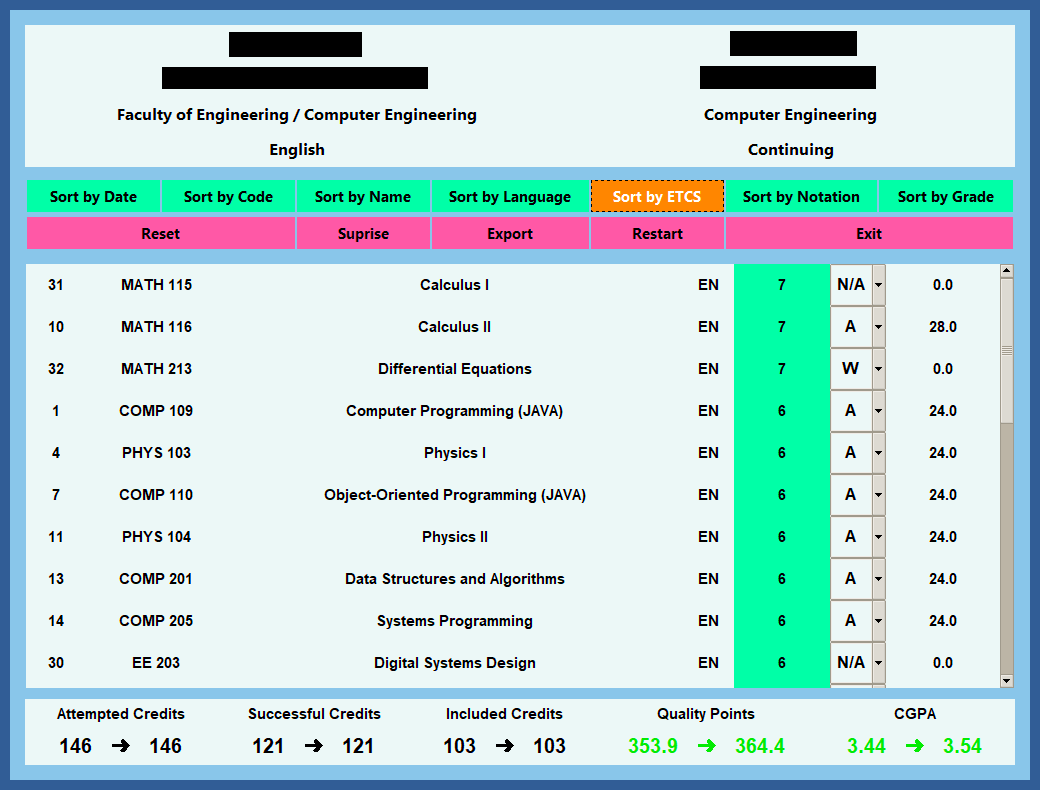 Faculty of Engineering / Computer Engineering Computer Engineering
English Continuing
Sort by Date Sort by Code Sort by Name Sort by Language Sort by ETCS Sort by Notation Sort by Grade
Reset Suprise Export Restart Exit
31 MATH 115 Calculus I EN 7 N/A 0.0
10 MATH 116 Calculus II EN 7 A 28.0
32 MATH 213 Differential Equations EN 7 W 0.0
1 COMP 109 Computer Programming (JAVA) EN 6 A 24.0
4 PHYS 103 Physics I EN 6 A 24.0
7 COMP 110 Object-Oriented Programming (JAVA) EN 6 A 24.0
11 PHYS 104 Physics II EN 6 A 24.0
13 COMP 201 Data Structures and Algorithms EN 6 A 24.0
14 COMP 205 Systems Programming EN 6 A 24.0
30 EE 203 Digital Systems Design EN 6 N/A 0.0
Attempted Credits Successful Credits Included Credits Quality Points CGPA
146 ➔ 146 121 ➔ 121 103 ➔ 103 353.9 ➔ 364.4 3.44 ➔ 3.54